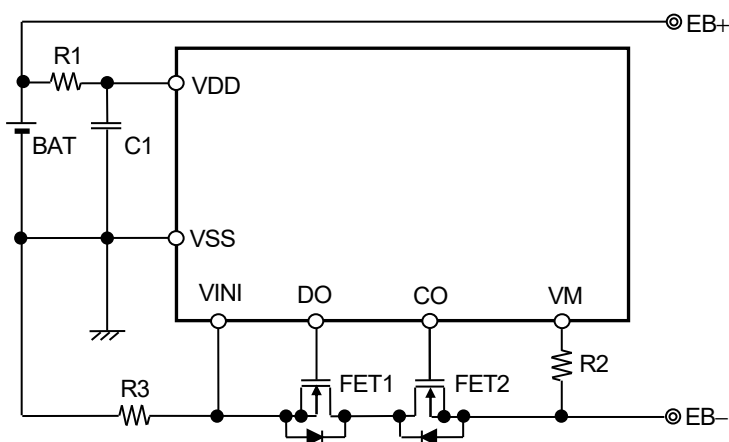 EB+
R1
VDD
BAT
C1
VSS
VINI
DO
CO
VM
R2
R3
FET1
FET2
EB−